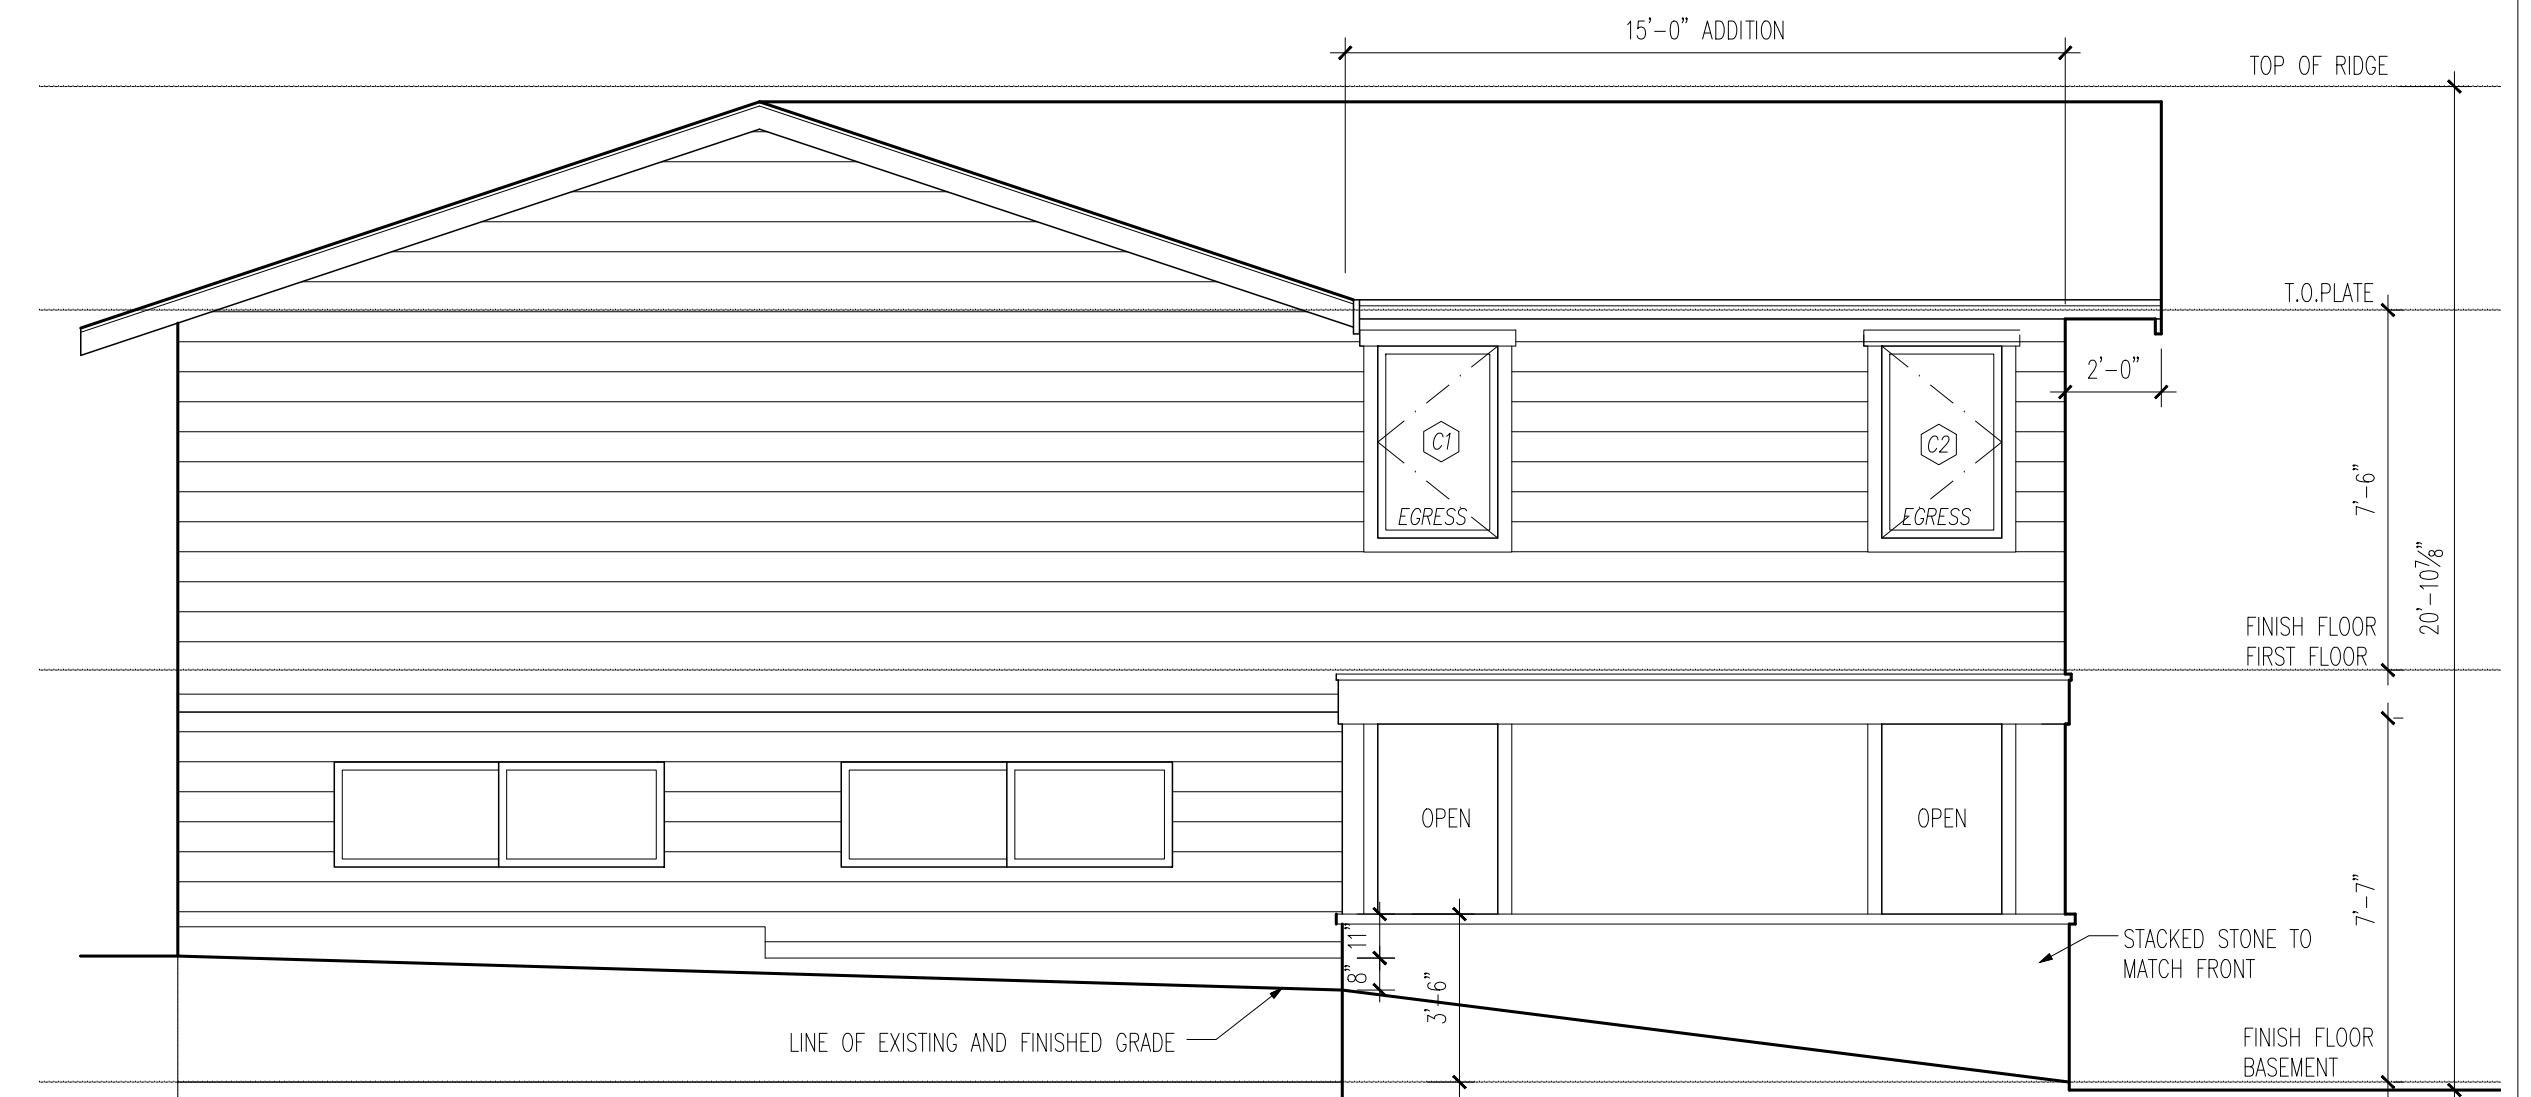 15'-0" ADDITION
TOP OF RIDGE
T.O.PLATE
2'-0"
C1
C2
7'-6"
EGRESS
EGRESS
20'-10⅞"
FINISH FLOOR
FIRST FLOOR
OPEN
OPEN
7'-7"
11"
8"
3'-6"
STACKED STONE TO
MATCH FRONT
LINE OF EXISTING AND FINISHED GRADE
FINISH FLOOR
BASEMENT